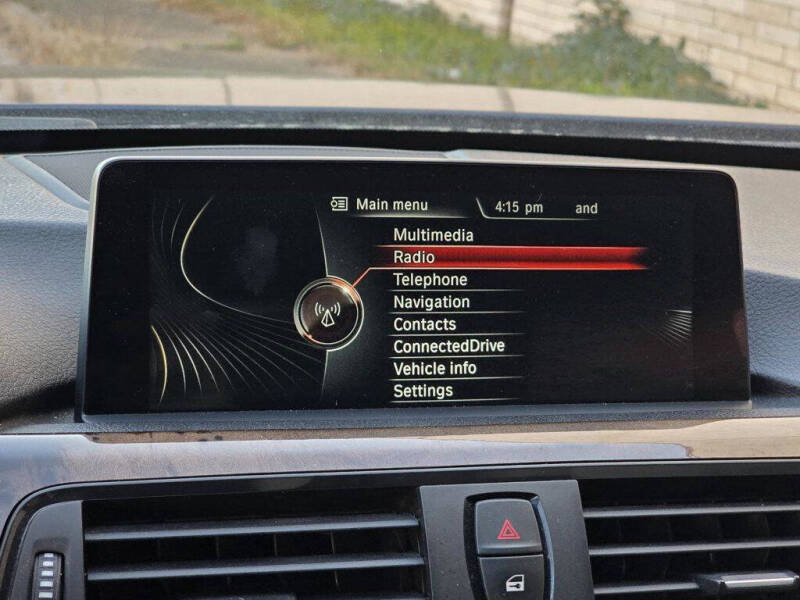 Main menu 4:15 pm and
Multimedia
Radio
Telephone
Navigation
Contacts
ConnectedDrive
Vehicle info
Settings